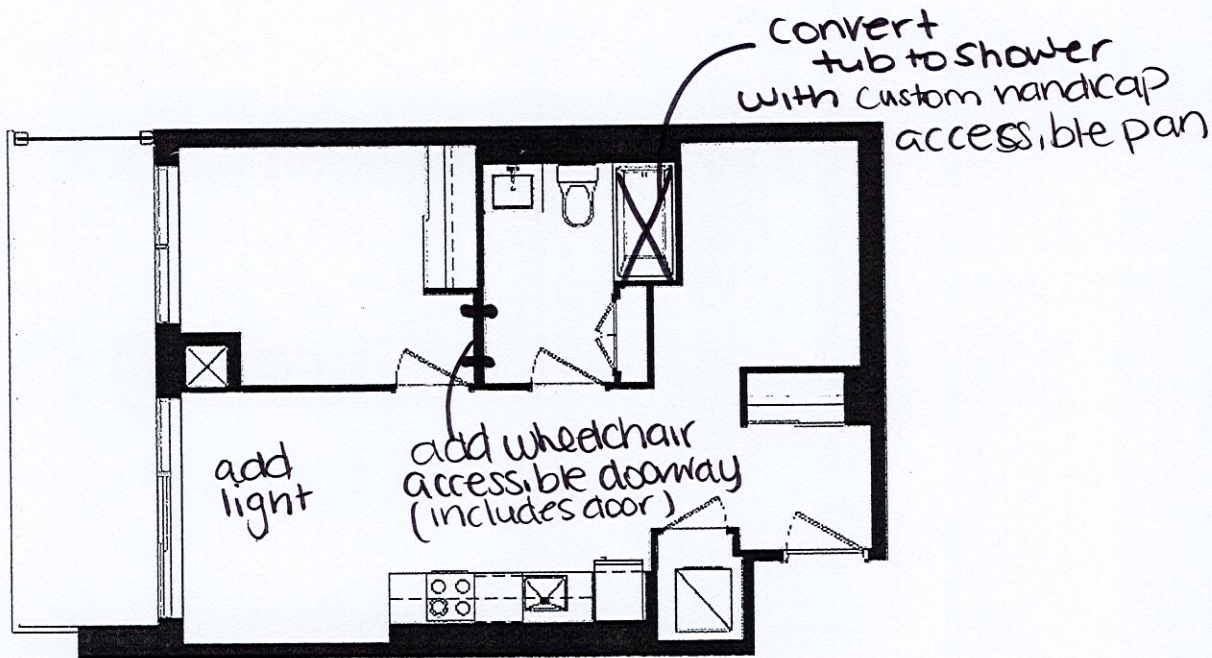 convert
tub to shower
with custom handicap
accessible pan
add
light
add wheelchair
accessible doorway
(includes door)